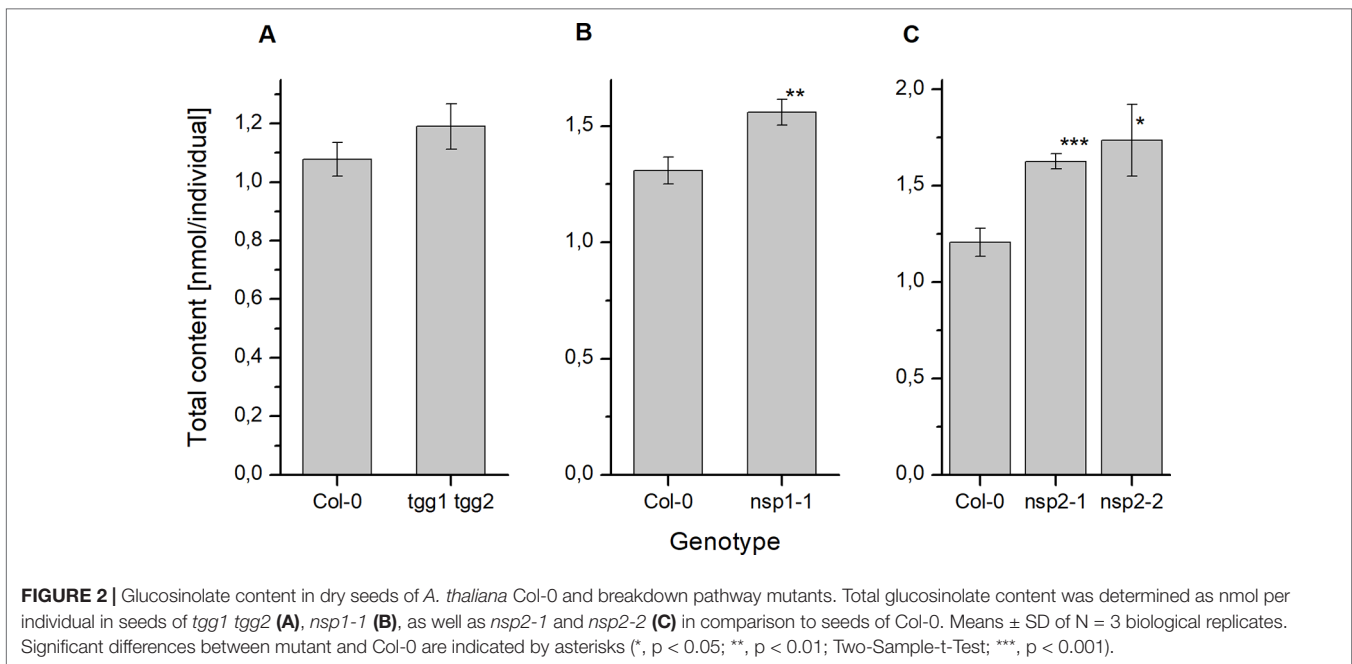 A
B
C
Total content [nmol/individual]
1,2
1,0
0,8
0,6
0,4
0,2
0,0
Col-0
tgg1 tgg2
**
1,5
1,0
0,5
0,0
Col-0
nsp1-1
***
*
2,0
1,5
1,0
0,5
0,0
Col-0
nsp2-1
nsp2-2
Genotype
FIGURE 2 | Glucosinolate content in dry seeds of A. thaliana Col-0 and breakdown pathway mutants. Total glucosinolate content was determined as nmol per
individual in seeds of tgg1 tgg2 (A), nsp1-1 (B), as well as nsp2-1 and nsp2-2 (C) in comparison to seeds of Col-0. Means ± SD of N = 3 biological replicates.
Significant differences between mutant and Col-0 are indicated by asterisks (*, p < 0.05; **, p < 0.01; Two-Sample-t-Test; ***, p < 0.001).